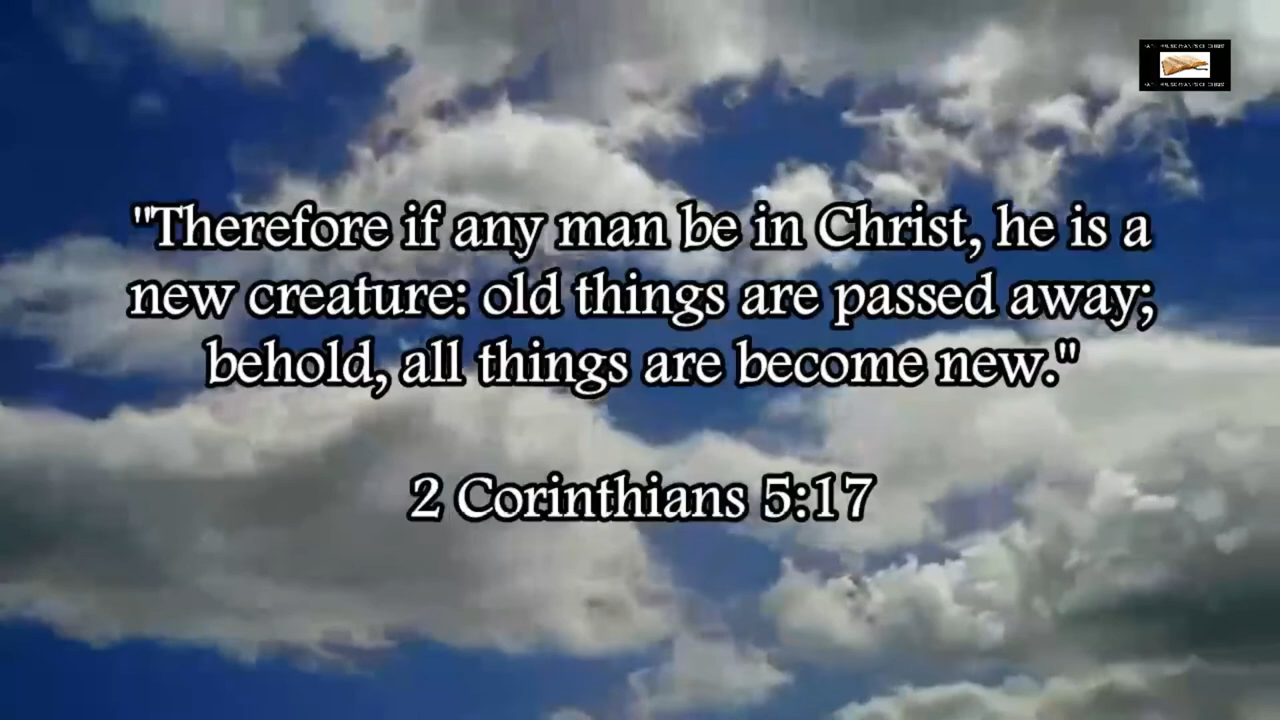 "Therefore if any man be in Christ, he is a
new creature: old things are passed away;
behold, all things are become new."
2 Corinthians 5:17